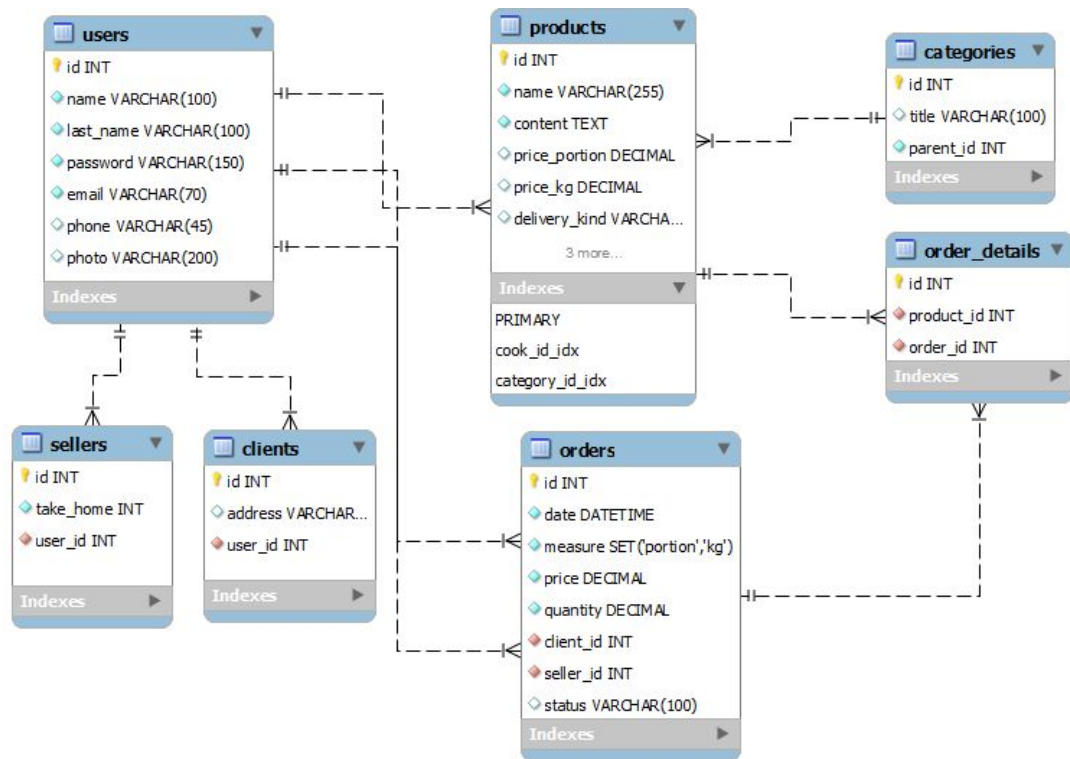 users
id INT
name VARCHAR(100)
last_name VARCHAR(100)
password VARCHAR(150)
email VARCHAR(70)
phone VARCHAR(45)
photo VARCHAR(200)
Indexes
products
id INT
name VARCHAR(255)
content TEXT
price_portion DECIMAL
price_kg DECIMAL
delivery_kind VARCHA...
3 more...
Indexes
PRIMARY
cook_id_idx
category_id_idx
categories
id INT
title VARCHAR(100)
parent_id INT
Indexes
order_details
id INT
product_id INT
order_id INT
Indexes
sellers
id INT
take_home INT
user_id INT
Indexes
clients
id INT
address VARCHAR...
user_id INT
Indexes
orders
id INT
date DATETIME
measure SET('portion','kg')
price DECIMAL
quantity DECIMAL
client_id INT
seller_id INT
status VARCHAR(100)
Indexes